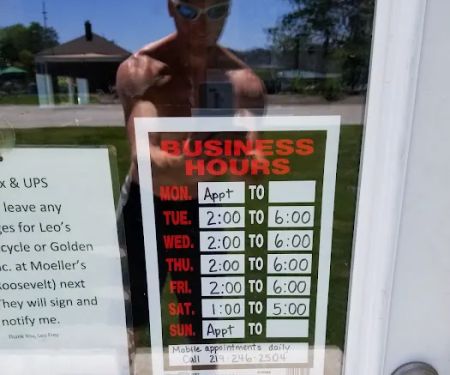 x & UPS
leave any
es for Leo's
cycle or Golden
c. at Moeller's
oosevelt) next
They will sign and
notify me.
BUSINESS
HOURS
MON. Appt TO
TUE. 2:00 TO 6:00
WED. 2:00 TO 6:00
THU. 2:00 TO 6:00
FRI. 2:00 TO 6:00
SAT. 1:00 TO 5:00
SUN. Appt TO
Mobile appointments daily
Call 219-246-2504